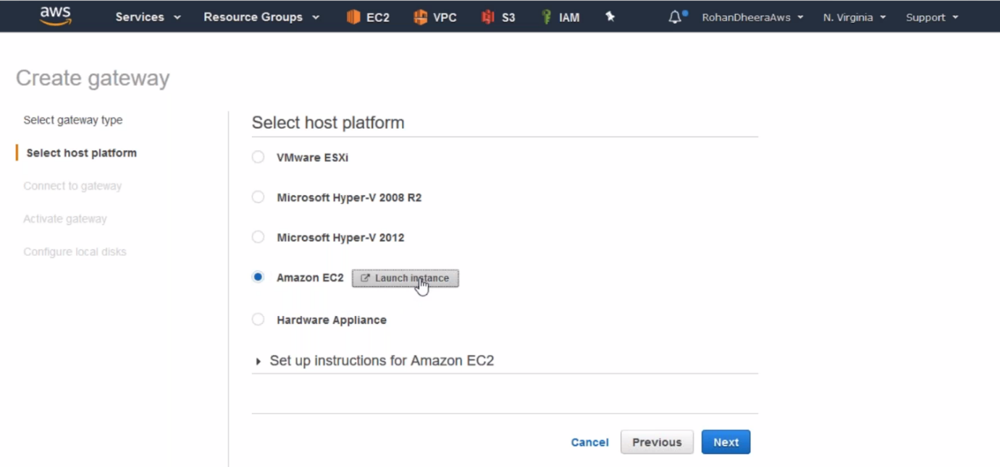 aws Services Resource Groups EC2 VPC S3 IAM RohanDheeraAws N. Virginia Support
Create gateway
Select gateway type
Select host platform
Connect to gateway
Activate gateway
Configure local disks
Select host platform
VMware ESXi
Microsoft Hyper-V 2008 R2
Microsoft Hyper-V 2012
Amazon EC2 Launch instance
Hardware Appliance
Set up instructions for Amazon EC2
Cancel Previous Next